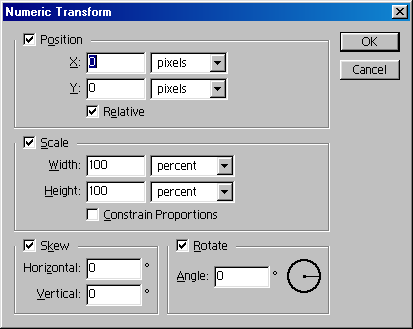 Numeric Transform
Position
OK
X: 0 pixels
Cancel
Y: 0 pixels
Relative
Scale
Width: 100 percent
Height: 100 percent
Constrain Proportions
Skew
Rotate
Horizontal: 0 °
Angle: 0 °
Vertical: 0 °